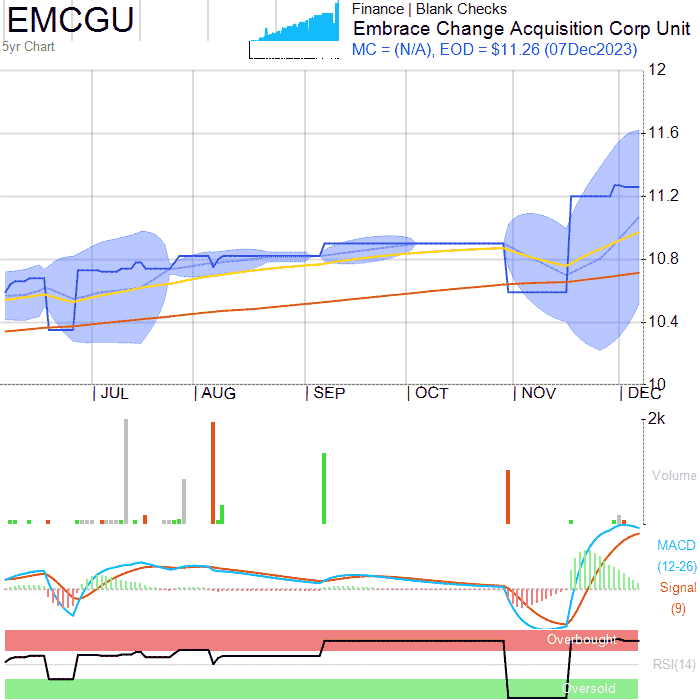 EMCGU
5yr Chart
Finance | Blank Checks
Embrace Change Acquisition Corp Unit
MC = (N/A), EOD = $11.26 (07Dec2023)
12
11.6
11.2
10.8
10.4
10
JUL AUG SEP OCT NOV DEC
2k
Volume
MACD
(12-26)
Signal
(9)
Overbought
RSI(14)
Oversold